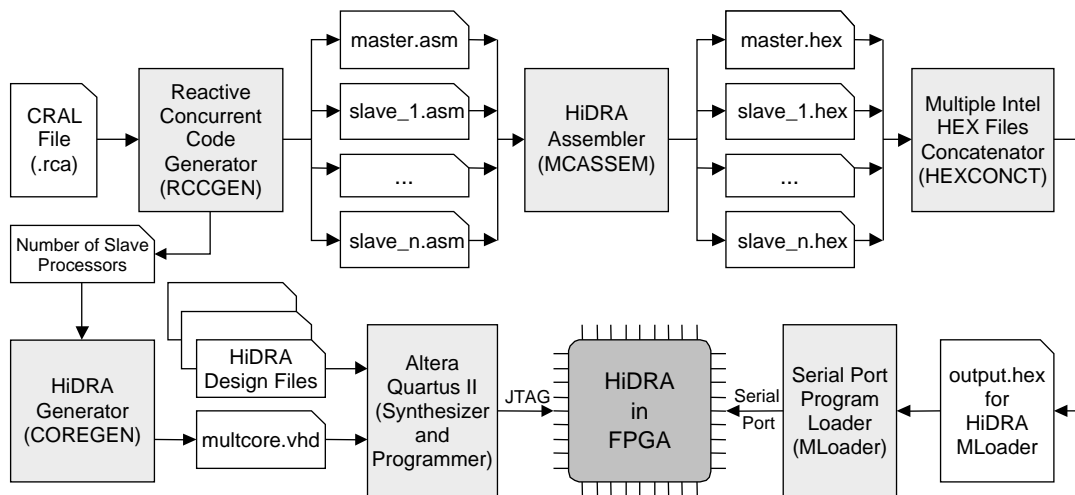 CRAL
File
(.rca)
Reactive
Concurrent
Code
Generator
(RCCGEN)
master.asm
slave_1.asm
...
slave_n.asm
HiDRA
Assembler
(MCASSEM)
master.hex
slave_1.hex
...
slave_n.hex
Multiple Intel
HEX Files
Concatenator
(HEXCONCT)
Number of Slave
Processors
HiDRA
Generator
(COREGEN)
HiDRA
Design Files
multcore.vhd
Altera
Quartus II
(Synthesizer
and
Programmer)
JTAG
HiDRA
in
FPGA
Serial
Port
Serial Port
Program
Loader
(MLoader)
output.hex
for
HiDRA
MLoader